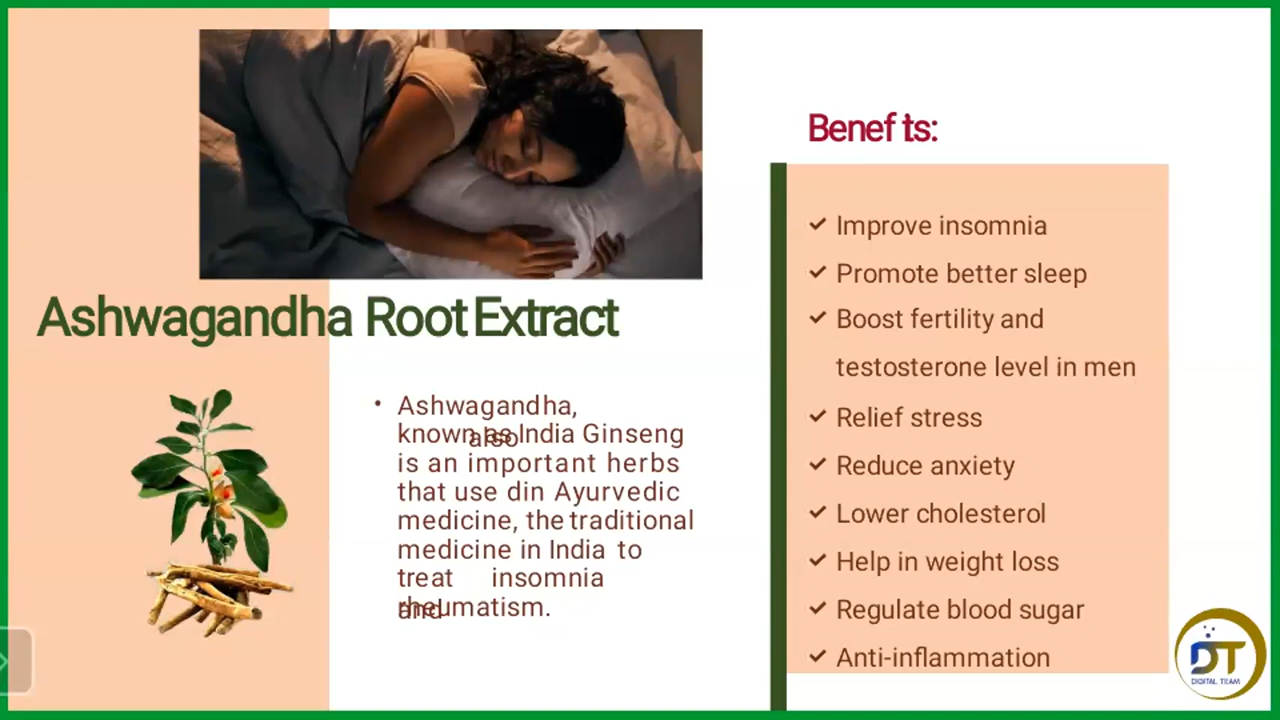 Benefits:
Improve insomnia
Promote better sleep
Boost fertility and
testosterone level in men
Relief stress
Reduce anxiety
Lower cholesterol
Help in weight loss
Regulate blood sugar
Anti-inflammation
Ashwagandha Root Extract
• Ashwagandha, also
known as India Ginseng
is an important herbs
that use din Ayurvedic
medicine, the traditional
medicine in India to
treat insomnia and
rheumatism.
DT
DIGITAL TEAM